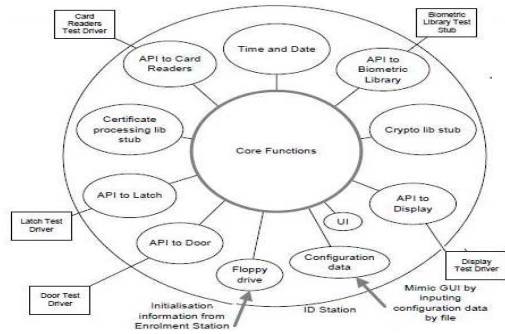 Card
Readers
Test Driver
Biometric
Library Test
Stub
Time and Date
API to Card
Readers
API to
Biometric
Library
Certificate
processing lib
stub
Crypto lib stub
Core Functions
API to Latch
API to
Display
Latch Test
Driver
UI
API to Door
Configuration
data
Floppy
drive
Display
Test Driver
Door Test
Driver
Initialisation
information from
Enrolment Station
ID Station
Mimic GUI by
inputing
configuration data
by file